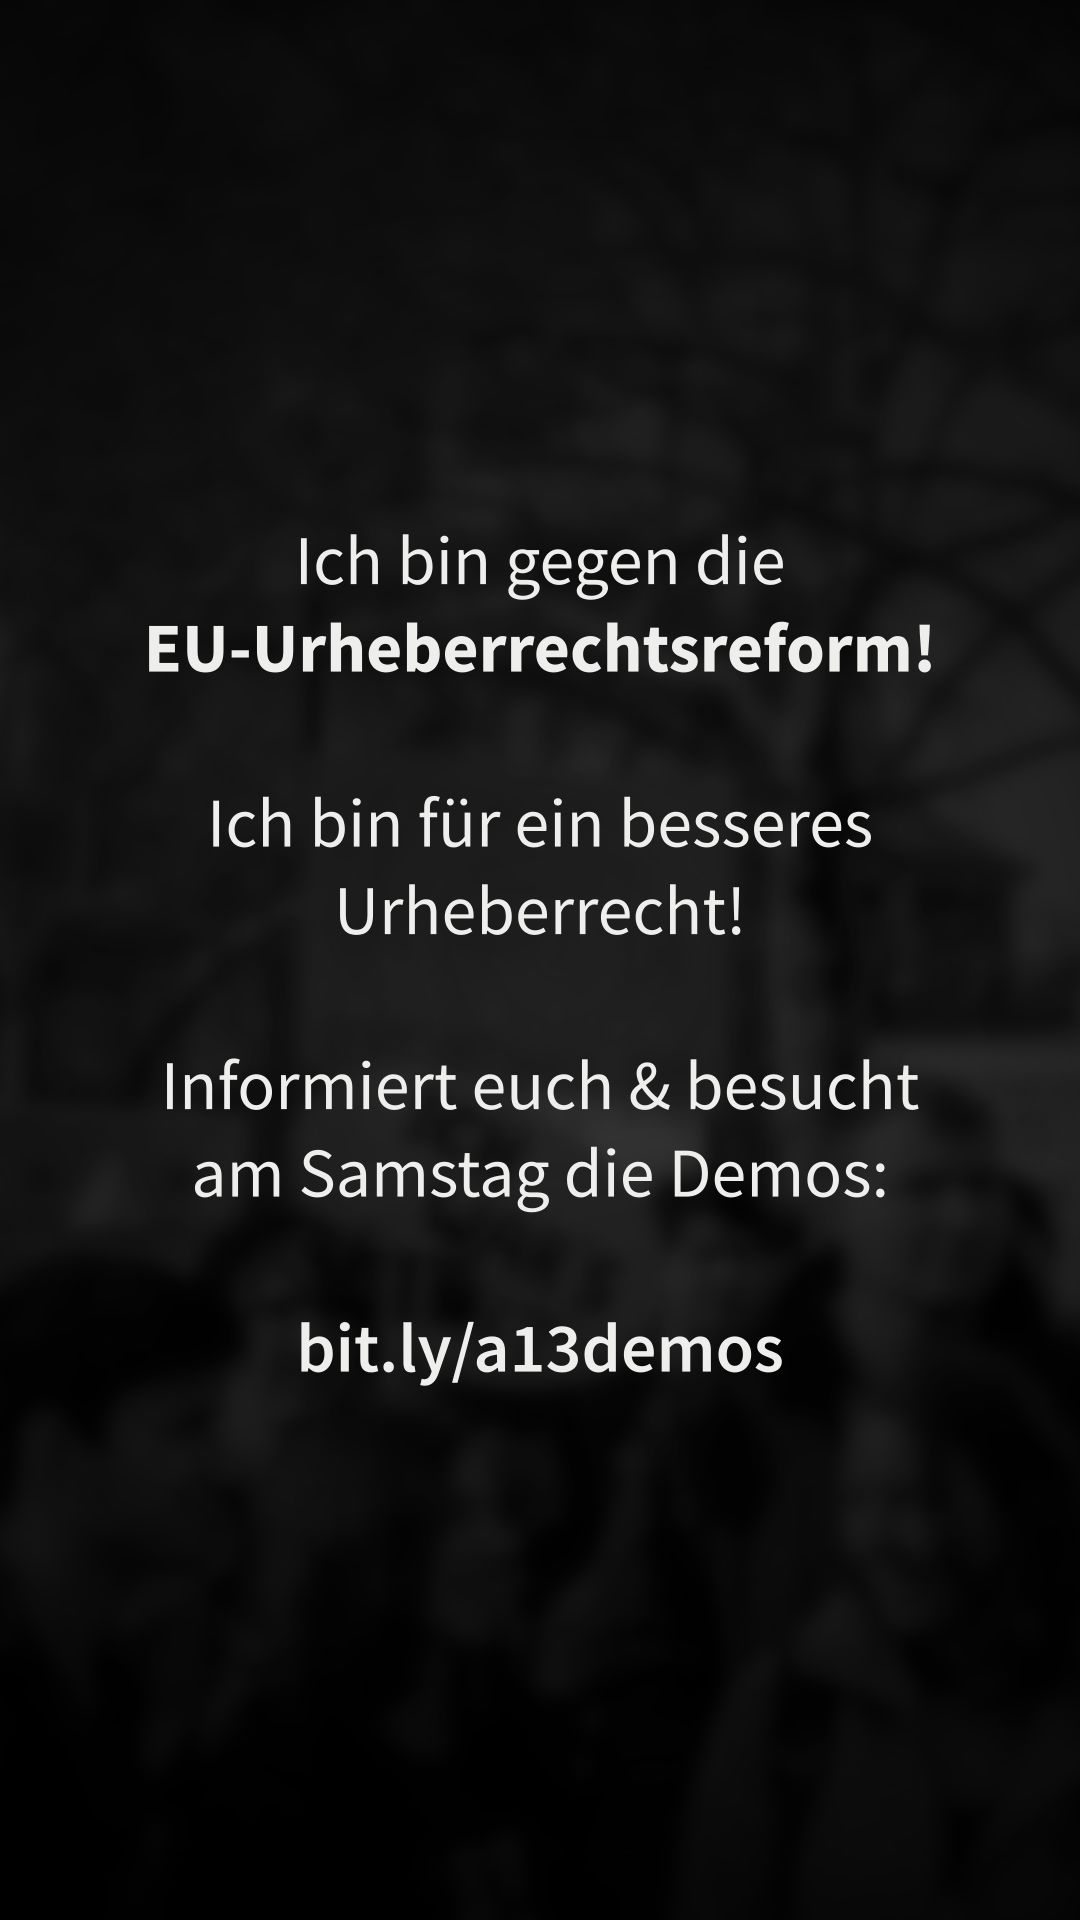 Ich bin gegen die
EU-Urheberrechtsreform!
Ich bin für ein besseres
Urheberrecht!
Informiert euch & besucht
am Samstag die Demos:
bit.ly/a13demos